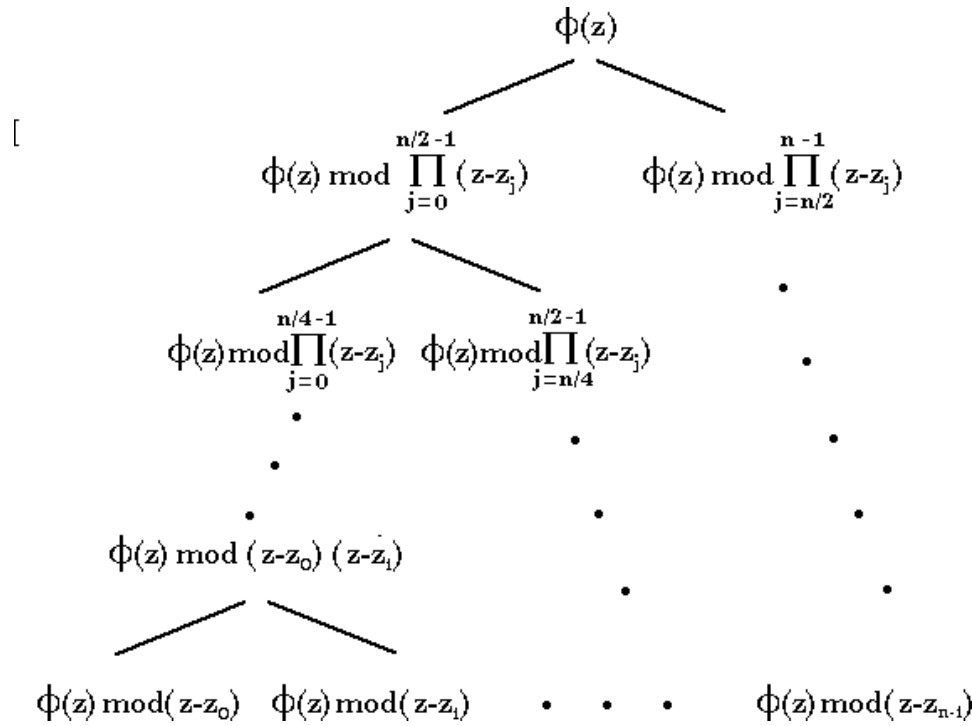 ϕ(z)
[
ϕ(z) mod ∏_{j=0}^{n/2-1} (z-z_j) ϕ(z) mod ∏_{j=n/2}^{n-1} (z-z_j)
ϕ(z) mod ∏_{j=0}^{n/4-1} (z-z_j) ϕ(z) mod ∏_{j=n/4}^{n/2-1} (z-z_j)
ϕ(z) mod (z-z_0) (z-z_1)
ϕ(z) mod (z-z_0) ϕ(z) mod (z-z_1) • • • ϕ(z) mod (z-z_{n-1})